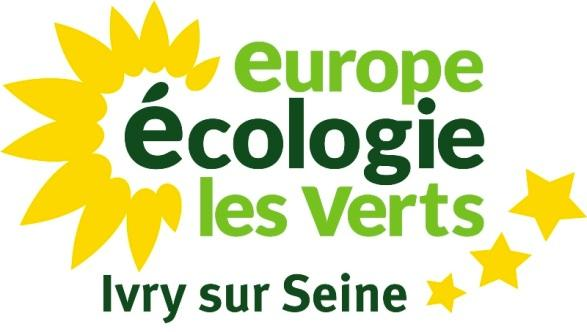 europe
écologie
les verts
Ivry sur Seine